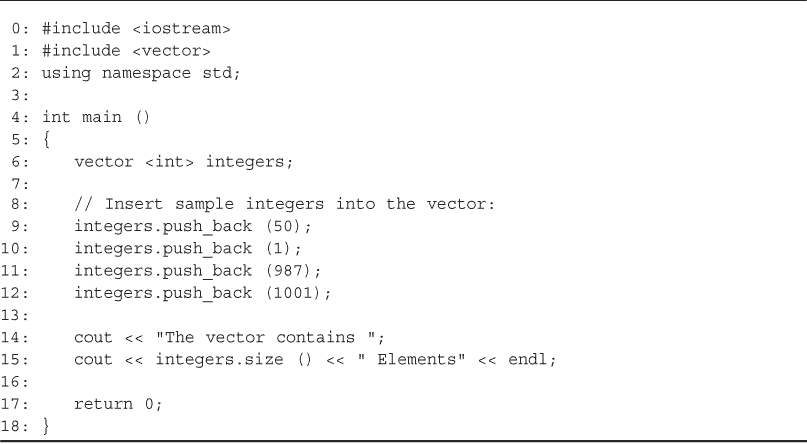 0: #include <iostream>
1: #include <vector>
2: using namespace std;
3:
4: int main ()
5: {
6:    vector <int> integers;
7:
8:    // Insert sample integers into the vector:
9:    integers.push_back (50);
10:    integers.push_back (1);
11:    integers.push_back (987);
12:    integers.push_back (1001);
13:
14:    cout << "The vector contains ";
15:    cout << integers.size () << " Elements" << endl;
16:
17:    return 0;
18: }